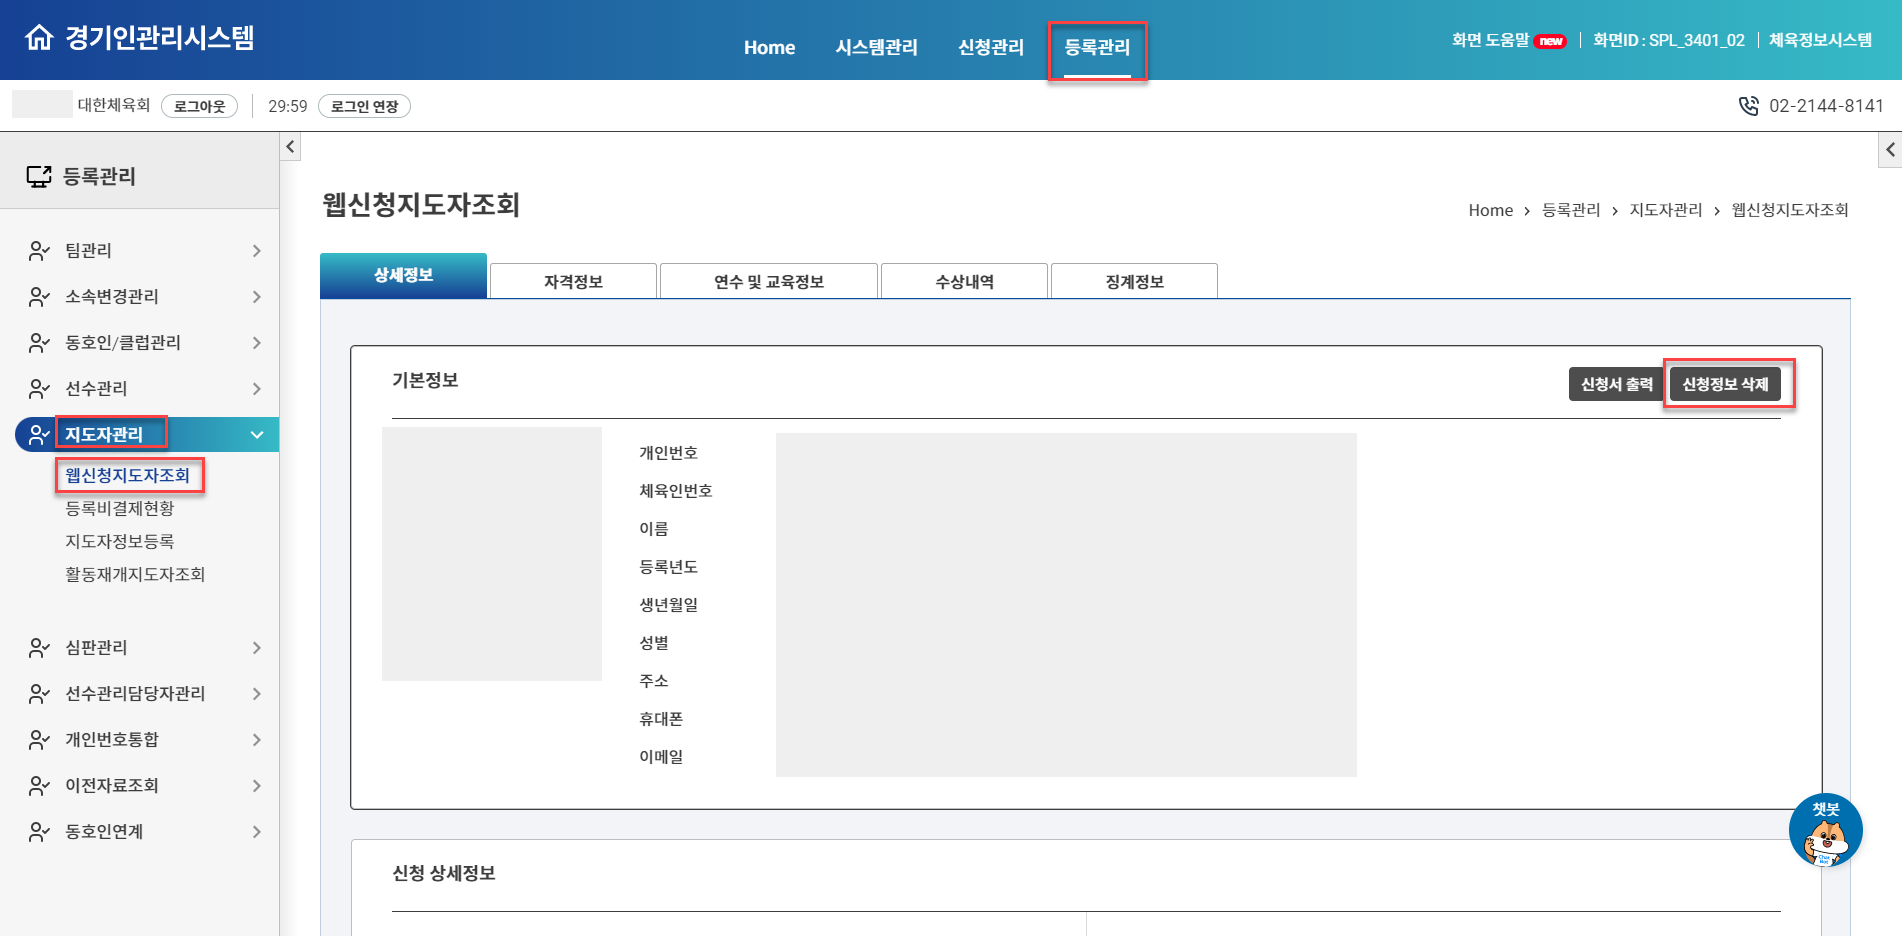 경기인관리시스템
Home 시스템관리 신청관리 등록관리
화면 도움말 new 화면ID : SPL_3401_02 체육정보시스템
대한체육회 로그아웃 29:59 로그인 연장
02-2144-8141
등록관리
팀관리
소속변경관리
동호인/클럽관리
선수관리
지도자관리
웹신청지도자조회
등록비결제현황
지도자정보등록
활동재개지도자조회
심판관리
선수관리담당자관리
개인번호통합
이전자료조회
동호인연계
웹신청지도자조회
Home > 등록관리 > 지도자관리 > 웹신청지도자조회
상세정보 자격정보 연수 및 교육정보 수상내역 징계정보
기본정보
신청서 출력 신청정보 삭제
개인번호
체육인번호
이름
등록년도
생년월일
성별
주소
휴대폰
이메일
챗봇
Chat
Bot
신청 상세정보